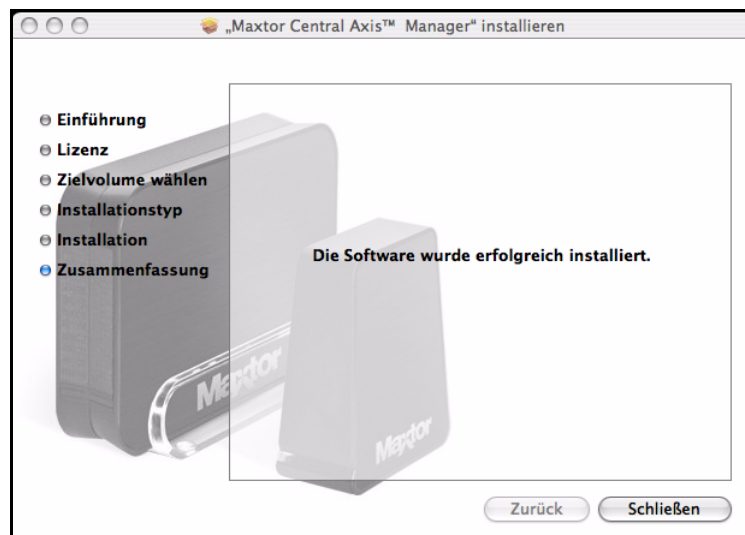 „Maxtor Central Axis™ Manager“ installieren
Einführung
Lizenz
Zielvolume wählen
Installationstyp
Installation
Zusammenfassung
Die Software wurde erfolgreich installiert.
Maxtor
Maxtor
Zurück
Schließen